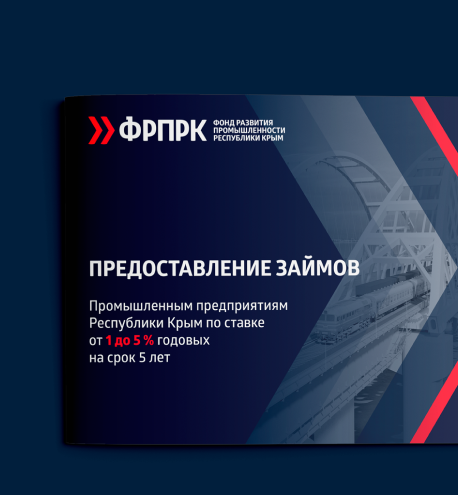 ФРПРК
ФОНД РАЗВИТИЯ
ПРОМЫШЛЕННОСТИ
РЕСПУБЛИКИ КРЫМ
ПРЕДОСТАВЛЕНИЕ ЗАЙМОВ
Промышленным предприятиям
Республики Крым по ставке
от 1 до 5 % годовых
на срок 5 лет